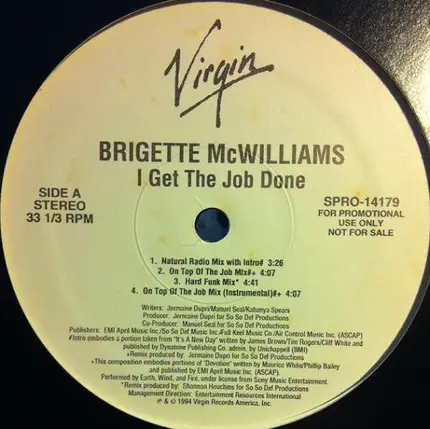 Virgin
BRIGETTE McWILLIAMS
I Get The Job Done
SIDE A
STEREO
33 1/3 RPM
SPRO-14179
FOR PROMOTIONAL
USE ONLY
NOT FOR SALE
1. Natural Radio Mix with Intro# 3:26
2. On Top Of The Job Mix#+ 4:07
3. Hard Funk Mix* 4:41
4. On Top Of The Job Mix (Instrumental)#+ 4:07
Writers: Jermaine Dupri/Manuel Seal/Kabonya Spears
Producer: Jermaine Dupri for So So Def Productions
Co-Producer: Manuel Seal for So So Def Productions
Publishers: EMI April Music Inc./So So Def Music Inc./Full Keel Music Co./Air Control Music Inc. (ASCAP)
#Intro embodies a portion taken from "It's A New Day" written by James Brown/Tim Rogers/Cliff White and
published by Dynatone Publishing Co. admin. by Unichappell (BMI)
+Remix produced by: Jermaine Dupri for So So Def Productions
+This composition embodies portions of "Devotion" written by Maurice White/Phillip Bailey
and published by EMI April Music Inc. (ASCAP).
Performed by Earth, Wind, and Fire, under license from Sony Music Entertainment.
*Remix produced by: Shannon Houchins for So So Def Productions
Management Direction: Entertainment Resources International
℗ & © 1994 Virgin Records America, Inc.